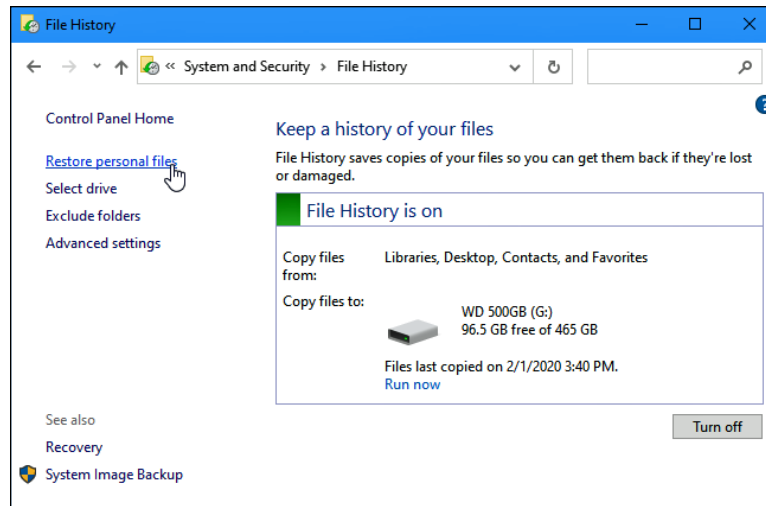 File History
« System and Security › File History
Control Panel Home
Restore personal files
Select drive
Exclude folders
Advanced settings
Keep a history of your files
File History saves copies of your files so you can get them back if they're lost
or damaged.
File History is on
Copy files
from:
Libraries, Desktop, Contacts, and Favorites
Copy files to:
WD 500GB (G:)
96.5 GB free of 465 GB
Files last copied on 2/1/2020 3:40 PM.
Run now
Turn off
See also
Recovery
System Image Backup